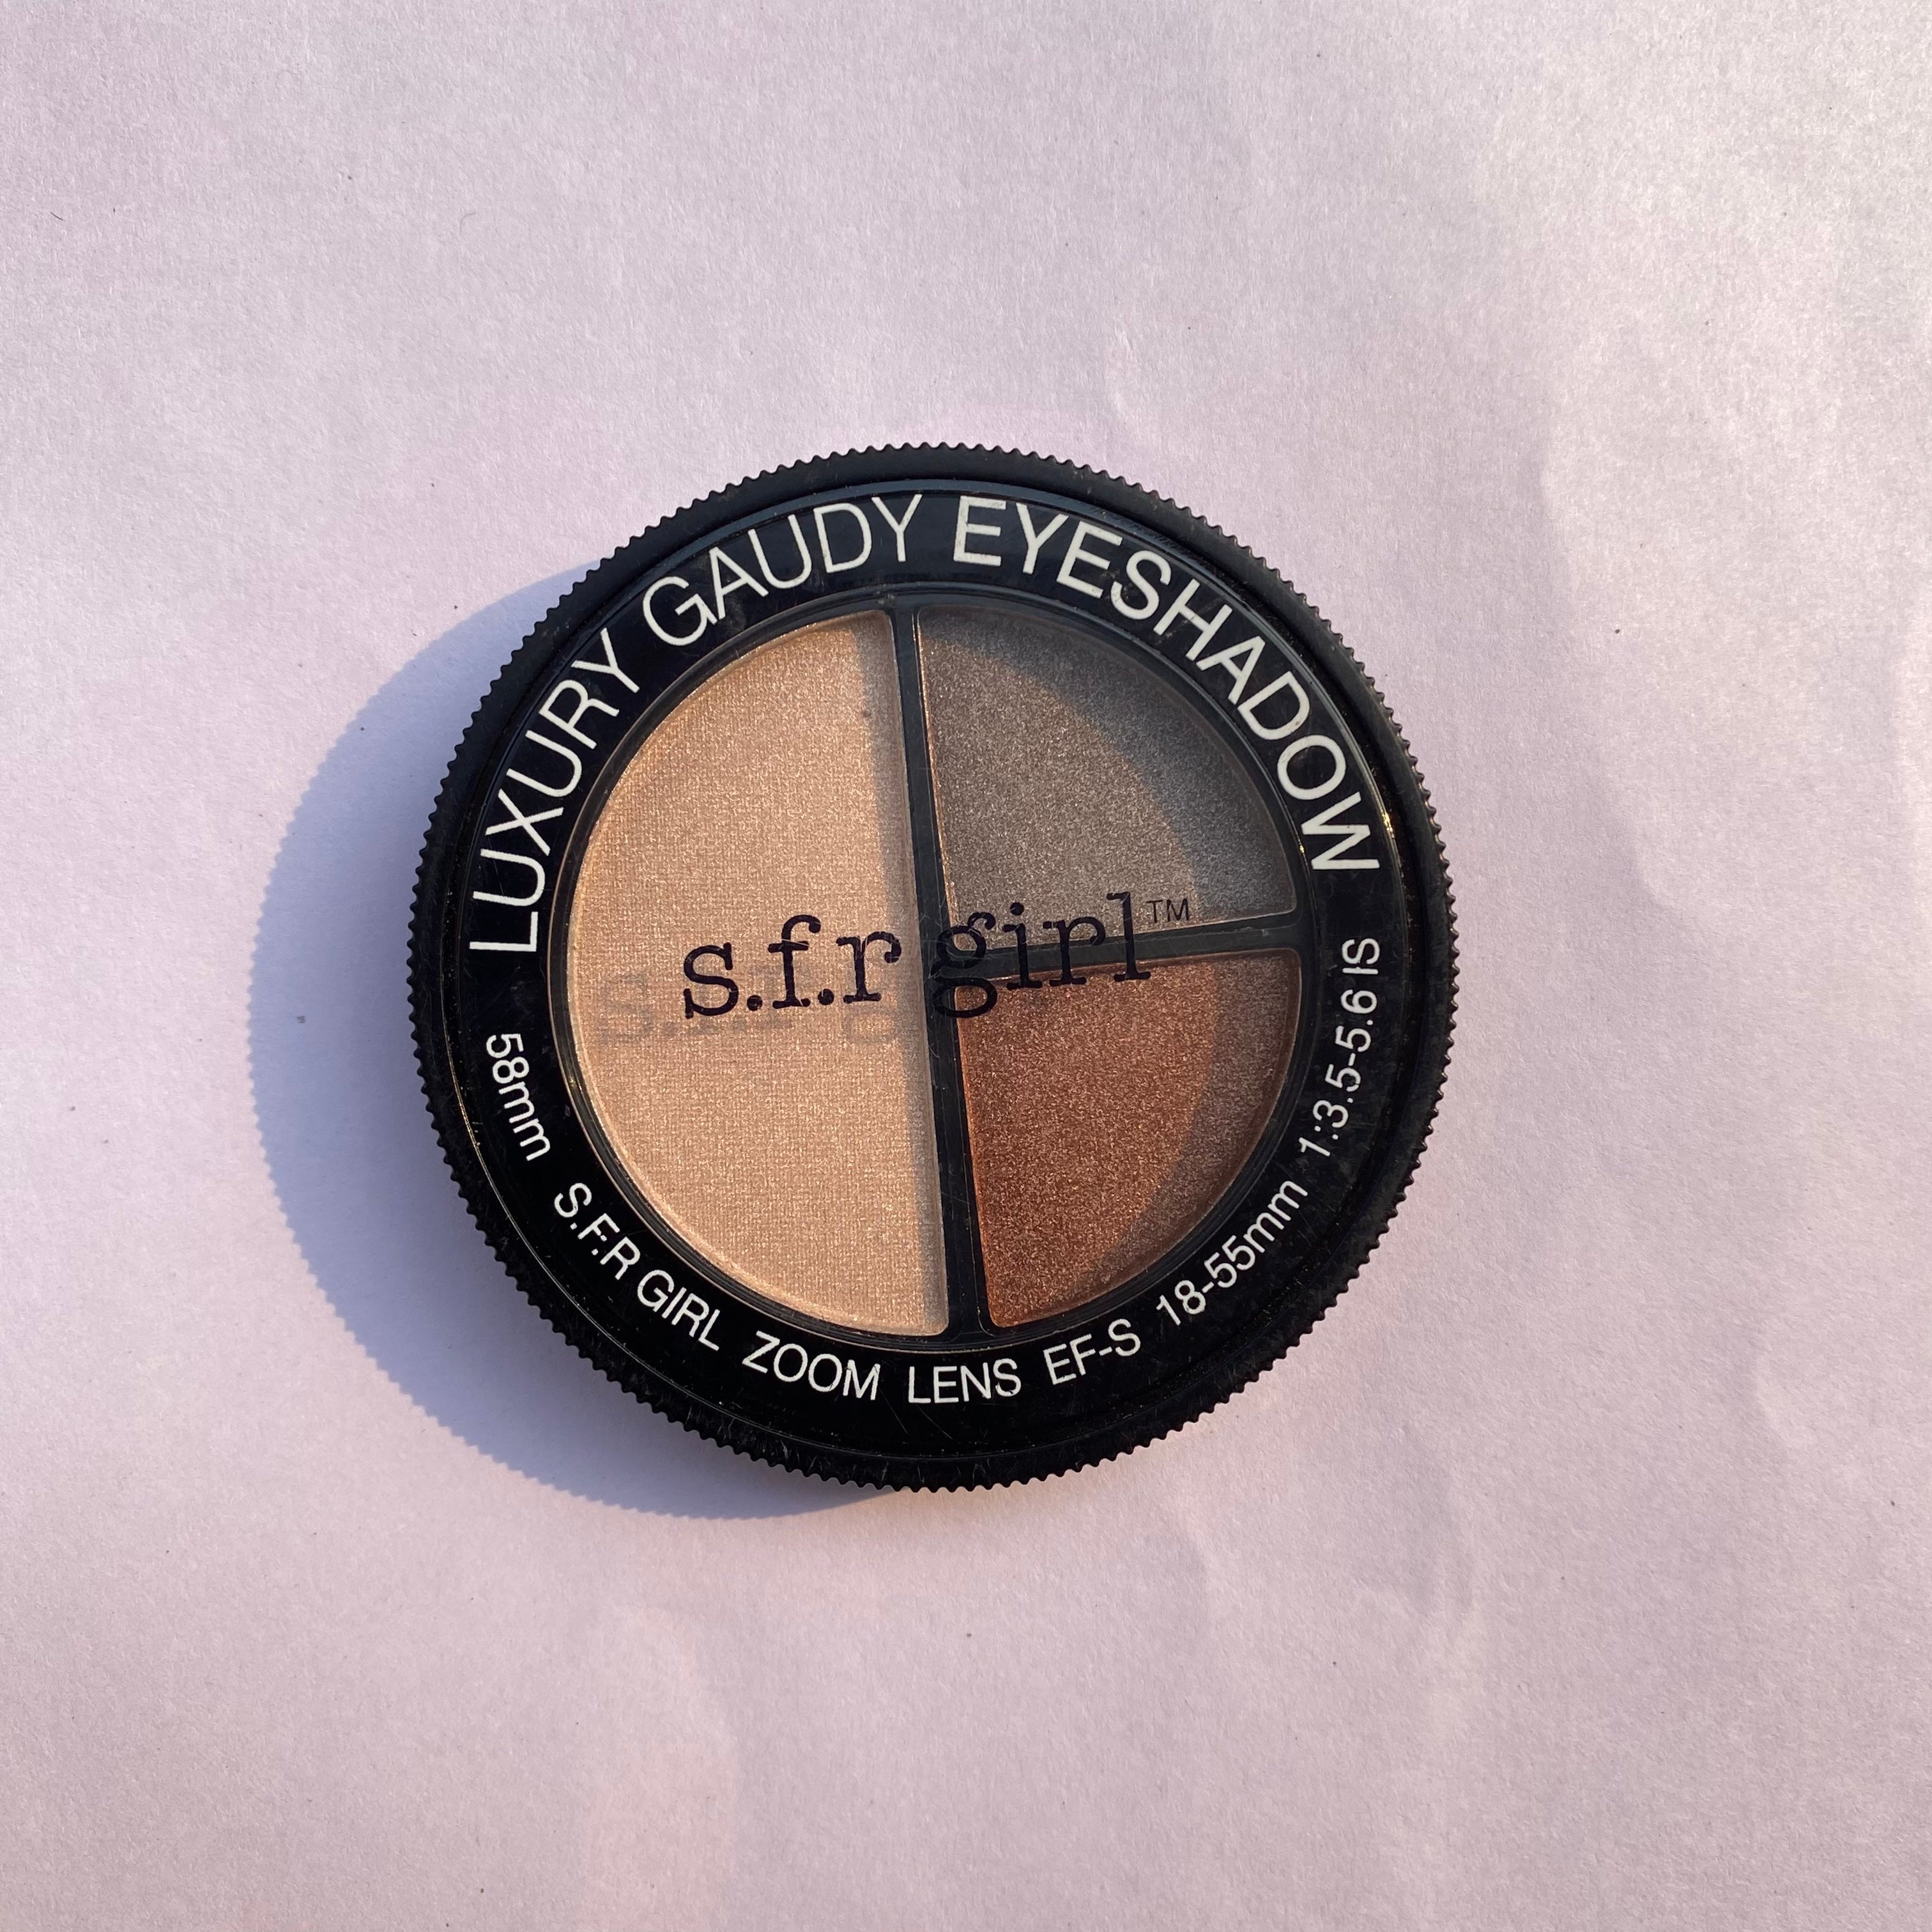 LUXURY GAUDY EYESHADOW
s.f.r girl™
58mm S.F.R GIRL ZOOM LENS EF-S 18-55mm 1:3.5-5.6 IS